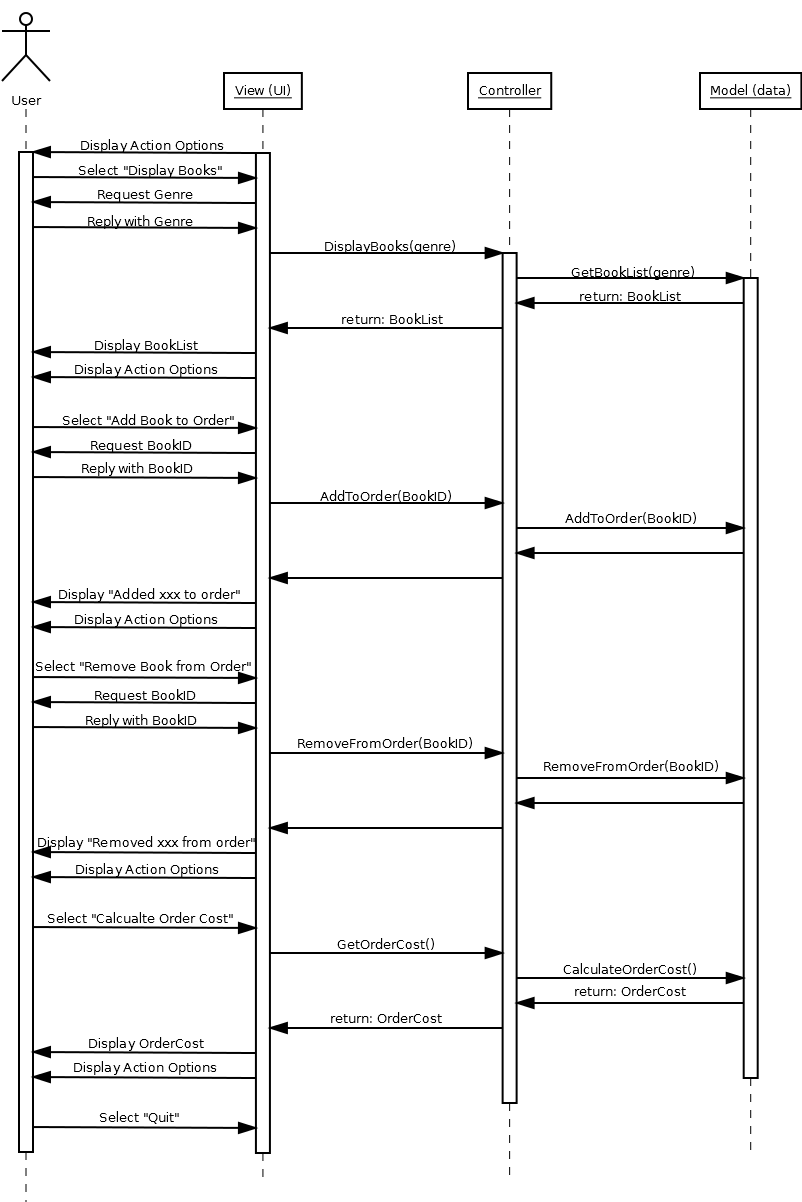 User
View (UI)
Controller
Model (data)
Display Action Options
Select "Display Books"
Request Genre
Reply with Genre
DisplayBooks(genre)
GetBookList(genre)
return: BookList
return: BookList
Display BookList
Display Action Options
Select "Add Book to Order"
Request BookID
Reply with BookID
AddToOrder(BookID)
AddToOrder(BookID)
Display "Added xxx to order"
Display Action Options
Select "Remove Book from Order"
Request BookID
Reply with BookID
RemoveFromOrder(BookID)
RemoveFromOrder(BookID)
Display "Removed xxx from order"
Display Action Options
Select "Calcualte Order Cost"
GetOrderCost()
CalculateOrderCost()
return: OrderCost
return: OrderCost
Display OrderCost
Display Action Options
Select "Quit"